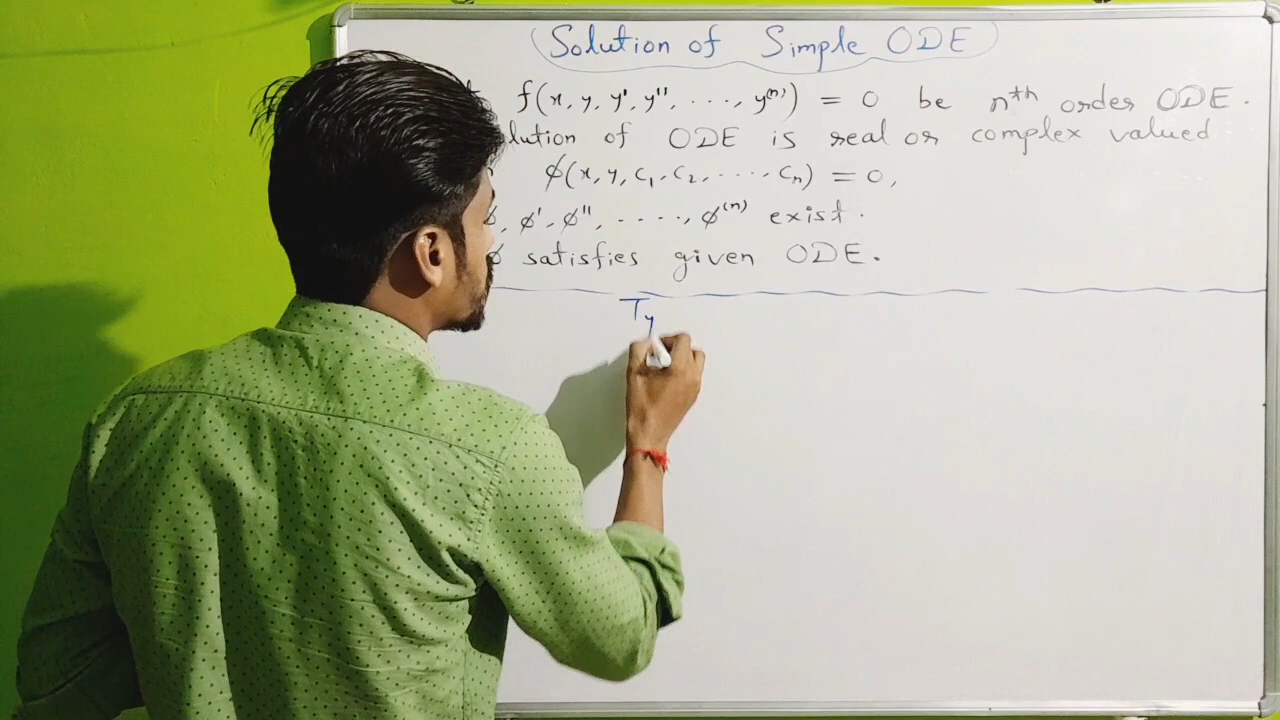 Solution of Simple ODE
f(x, y, y', y'', ...., y⁽ⁿ⁾) = 0 be nᵗʰ order ODE.
lution of ODE is real or complex valued
ϕ(x, y, c₁, c₂, ...., cₙ) = 0,
ϕ, ϕ', ϕ'', ...., ϕ⁽ⁿ⁾ exist.
ϕ satisfies given ODE.
Ty